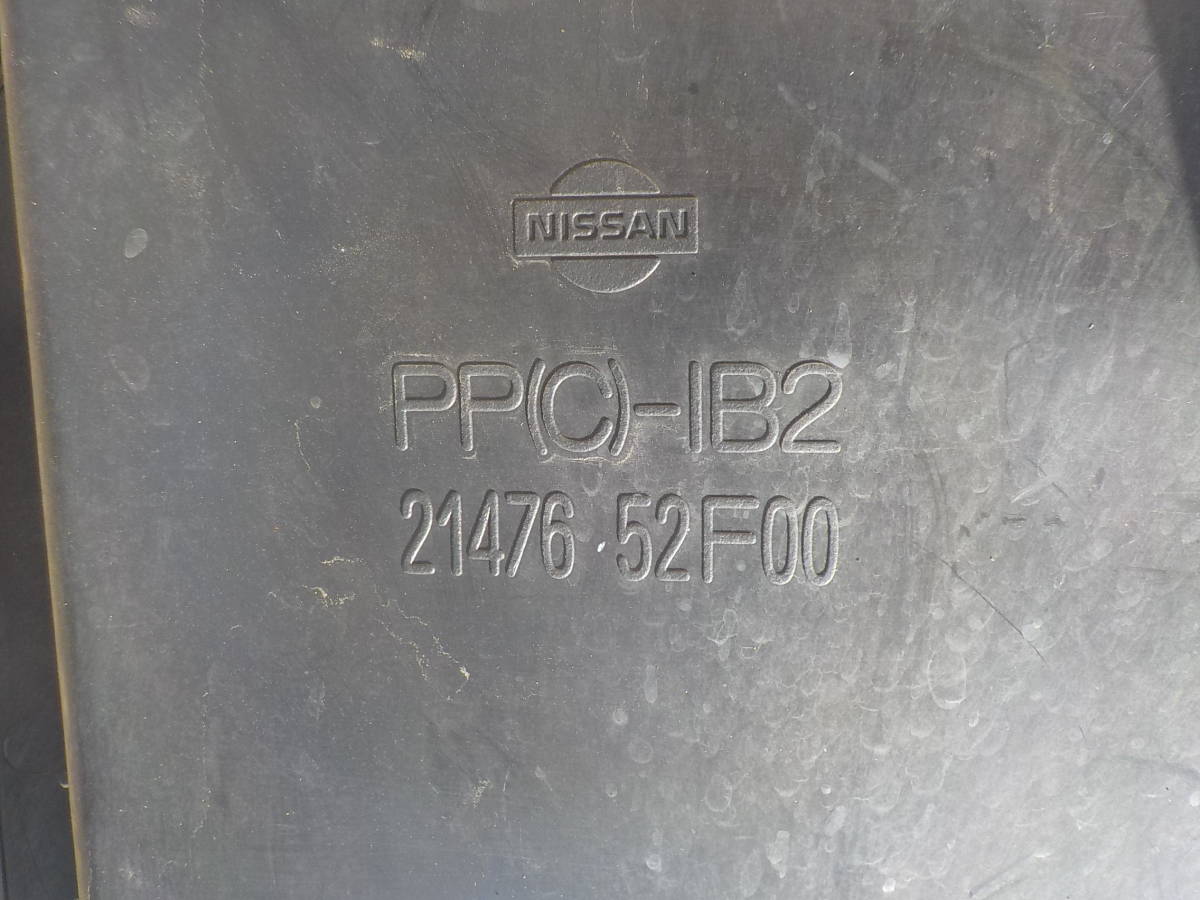 NISSAN
PP(C)-IB2
21476 52F00